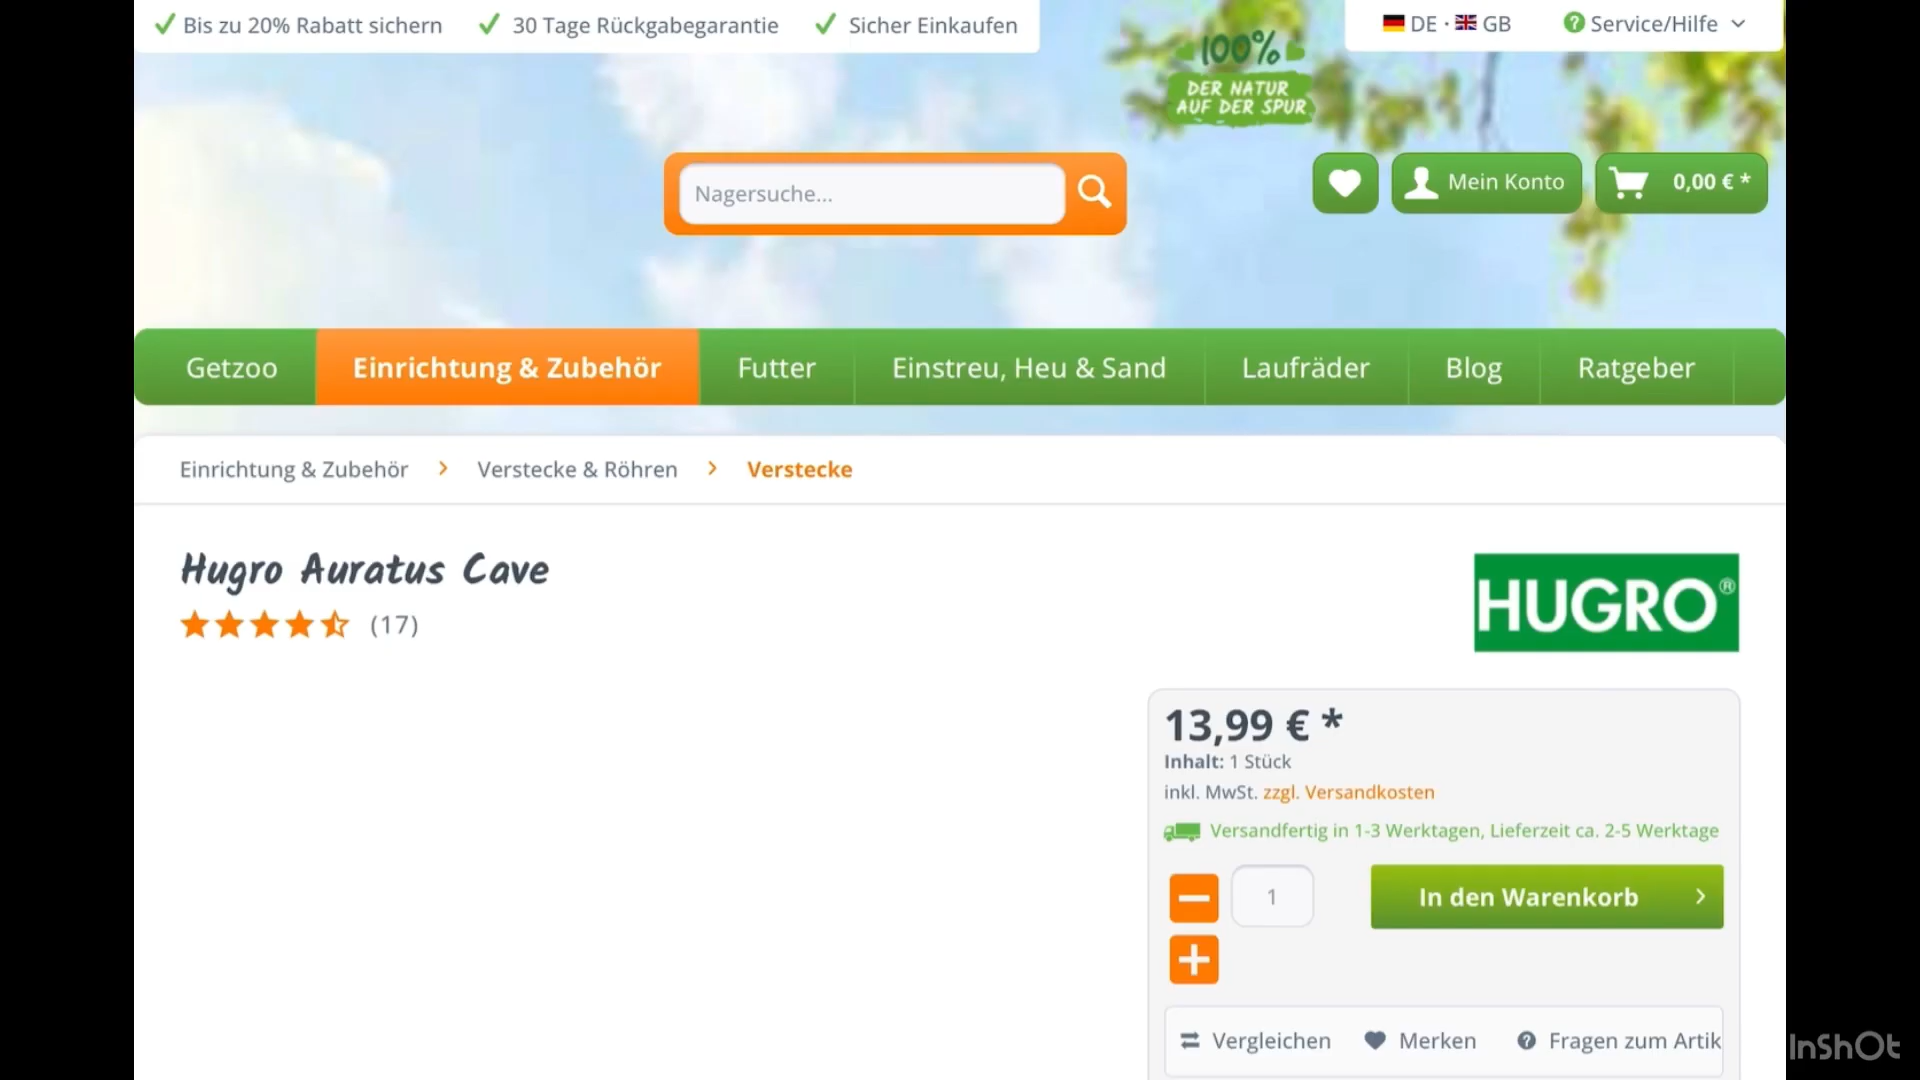 Bis zu 20% Rabatt sichern 30 Tage Rückgabegarantie Sicher Einkaufen
DE · GB Service/Hilfe
100%
DER NATUR
AUF DER SPUR
Nagersuche...
Mein Konto
0,00 € *
Getzoo Einrichtung & Zubehör Futter Einstreu, Heu & Sand Laufräder Blog Ratgeber
Einrichtung & Zubehör Verstecke & Röhren Verstecke
Hugro Auratus Cave
(17)
HUGRO®
13,99 € *
Inhalt: 1 Stück
inkl. MwSt. zzgl. Versandkosten
Versandfertig in 1-3 Werktagen, Lieferzeit ca. 2-5 Werktage
1
In den Warenkorb
Vergleichen Merken Fragen zum Artik
InShOt